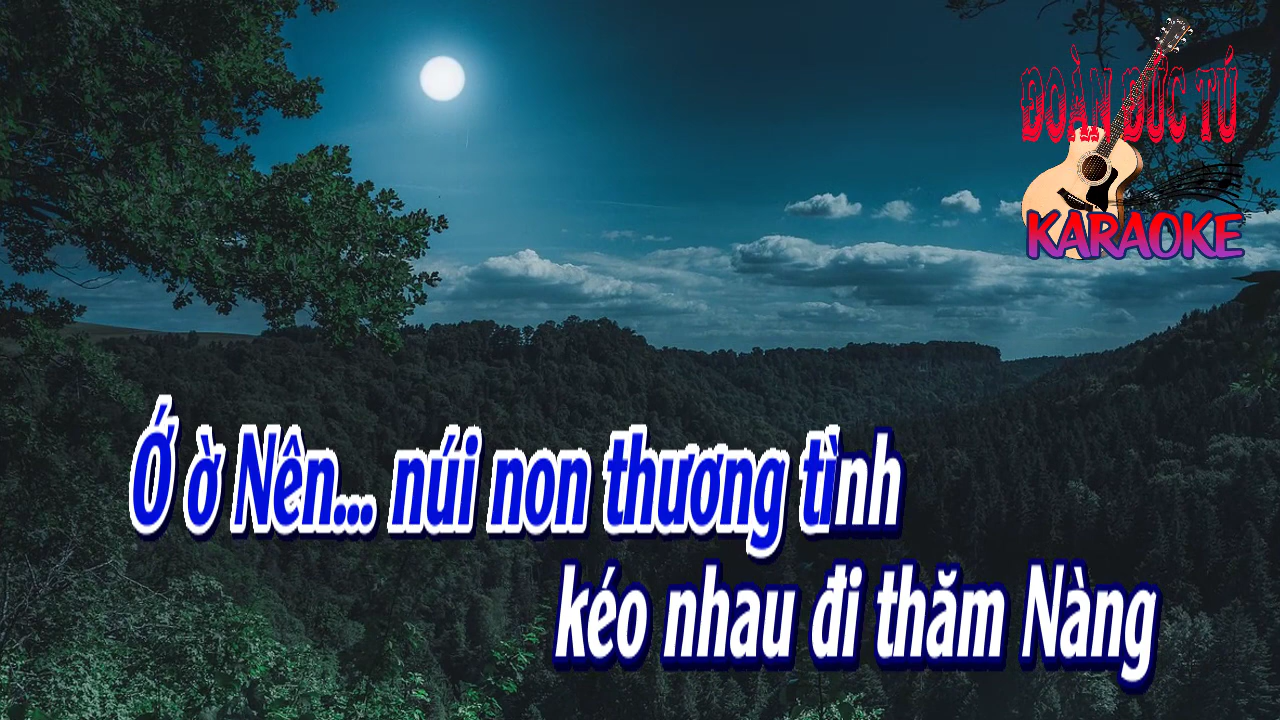 ĐOÀN ĐỨC TÚ
KARAOKE
Ớ ờ Nên... núi non thương tình
kéo nhau đi thăm Nàng